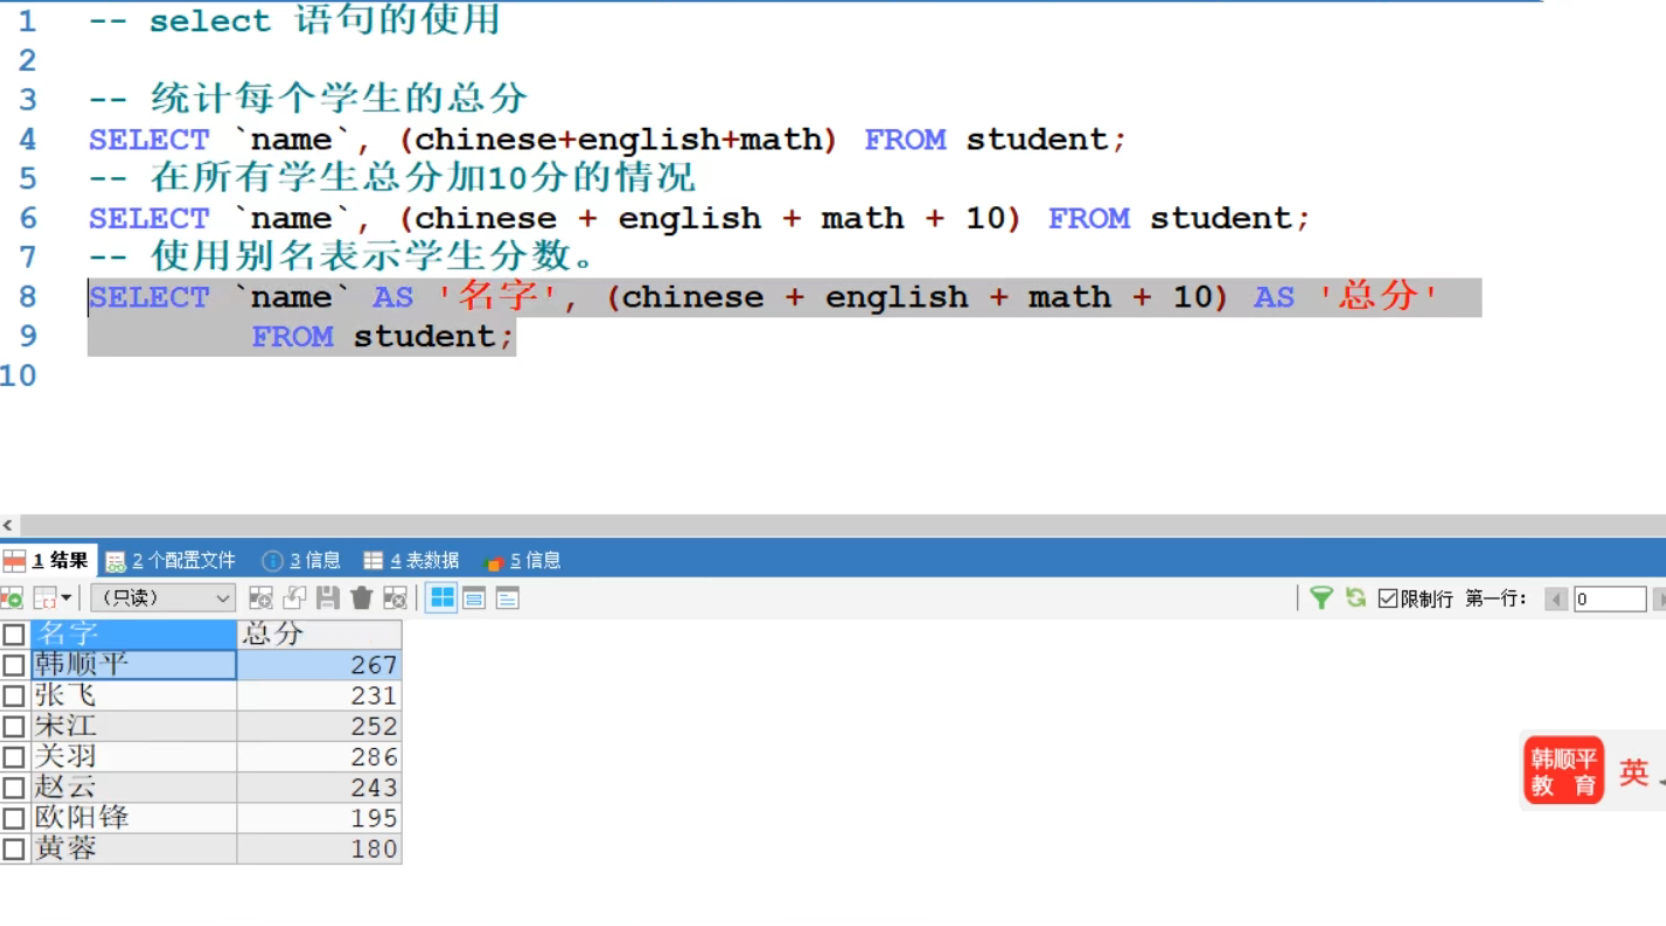 1 -- select 语句的使用
2
3 -- 统计每个学生的总分
4 SELECT `name`, (chinese+english+math) FROM student;
5 -- 在所有学生总分加10分的情况
6 SELECT `name`, (chinese + english + math + 10) FROM student;
7 -- 使用别名表示学生分数。
8 SELECT `name` AS '名字', (chinese + english + math + 10) AS '总分'
9 FROM student;
10
1 结果 2 个配置文件 3 信息 4 表数据 5 信息
（只读） 限制行 第一行： 0
名字 总分
韩顺平 267
张飞 231
宋江 252
关羽 286
赵云 243
欧阳锋 195
黄蓉 180
韩顺平
教 育
英